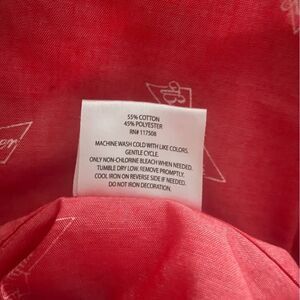 55% COTTON
45% POLYESTER
RN# 117508
MACHINE WASH COLD WITH LIKE COLORS.
GENTLE CYCLE.
ONLY NON-CHLORINE BLEACH WHEN NEEDED.
TUMBLE DRY LOW. REMOVE PROMPTLY.
COOL IRON ON REVERSE SIDE IF NEEDED.
DO NOT IRON DECORATION.